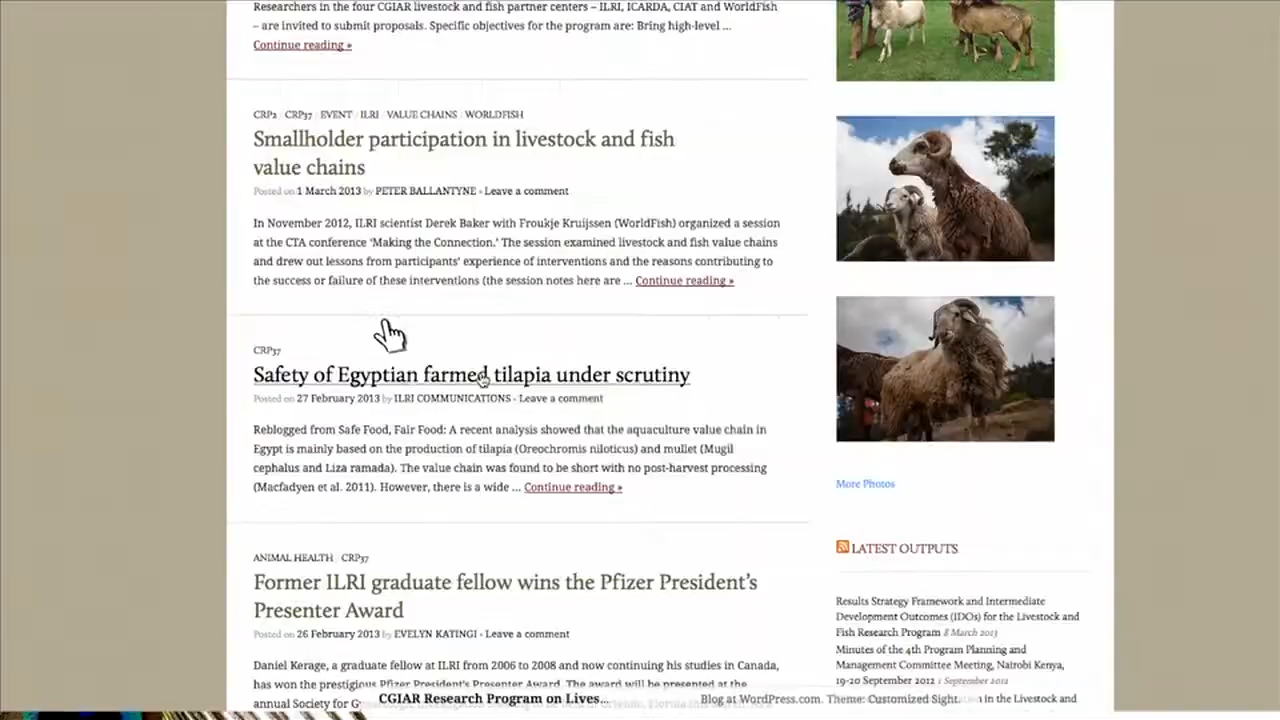 Researchers in the four CGIAR livestock and fish partner centers – ILRI, ICARDA, CIAT and WorldFish
– are invited to submit proposals. Specific objectives for the program are: Bring high-level ...
Continue reading »
CRP2 CRP37 EVENT ILRI VALUE CHAINS WORLDFISH
Smallholder participation in livestock and fish
value chains
Posted on 1 March 2013 by PETER BALLANTYNE • Leave a comment
In November 2012, ILRI scientist Derek Baker with Froukje Kruijssen (WorldFish) organized a session
at the CTA conference ‘Making the Connection.’ The session examined livestock and fish value chains
and drew out lessons from participants’ experience of interventions and the reasons contributing to
the success or failure of these interventions (the session notes here are ... Continue reading »
CRP37
Safety of Egyptian farmed tilapia under scrutiny
Posted on 27 February 2013 by ILRI COMMUNICATIONS • Leave a comment
Reblogged from Safe Food, Fair Food: A recent analysis showed that the aquaculture value chain in
Egypt is mainly based on the production of tilapia (Oreochromis niloticus) and mullet (Mugil
cephalus and Liza ramada). The value chain was found to be short with no post-harvest processing
(Macfadyen et al. 2011). However, there is a wide ... Continue reading »
ANIMAL HEALTH CRP37
Former ILRI graduate fellow wins the Pfizer President’s
Presenter Award
Posted on 26 February 2013 by EVELYN KATINGI • Leave a comment
Daniel Kerage, a graduate fellow at ILRI from 2006 to 2008 and now continuing his studies in Canada,
has won the prestigious Pfizer President’s Presenter Award. The award will be presented at the
annual Society for
CGIAR Research Program on Lives...
Blog at WordPress.com. Theme: Customized Sight.
More Photos
LATEST OUTPUTS
Results Strategy Framework and Intermediate
Development Outcomes (IDOs) for the Livestock and
Fish Research Program 8 March 2013
Minutes of the 4th Program Planning and
Management Committee Meeting, Nairobi Kenya,
19-20 September 2012 1 September 2012
in the Livestock and